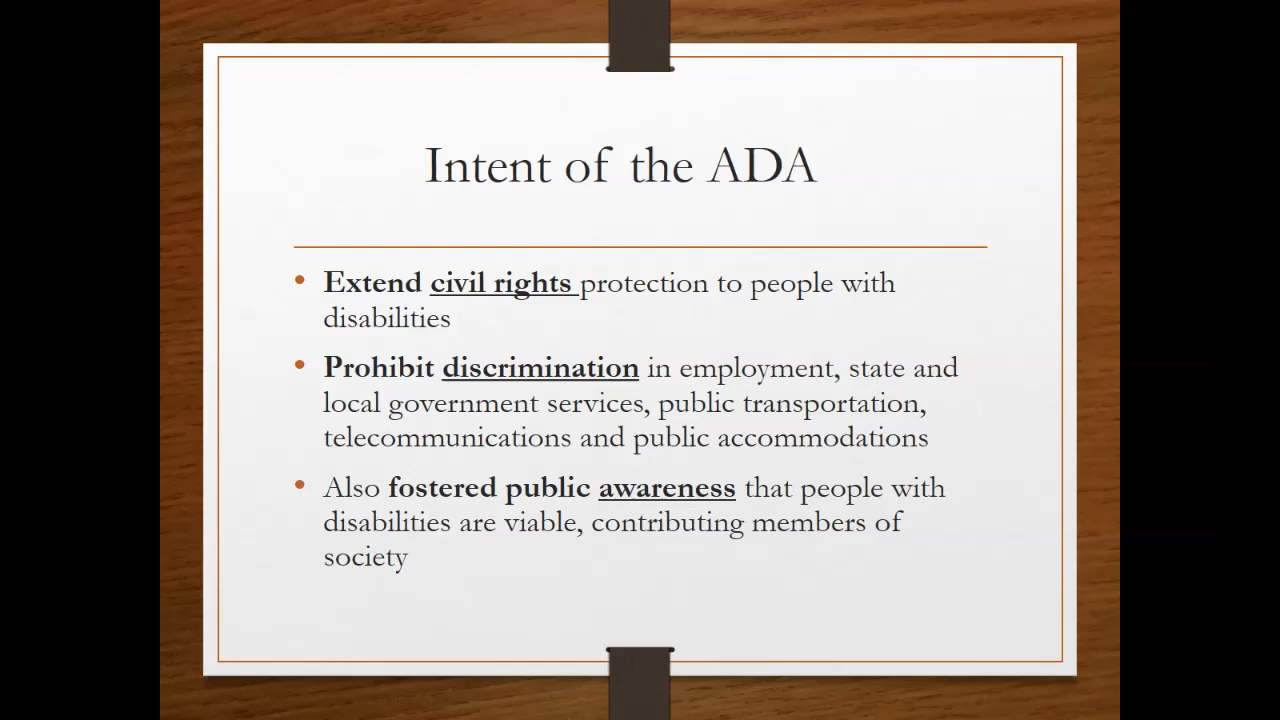 Intent of the ADA
• Extend civil rights protection to people with
disabilities
• Prohibit discrimination in employment, state and
local government services, public transportation,
telecommunications and public accommodations
• Also fostered public awareness that people with
disabilities are viable, contributing members of
society